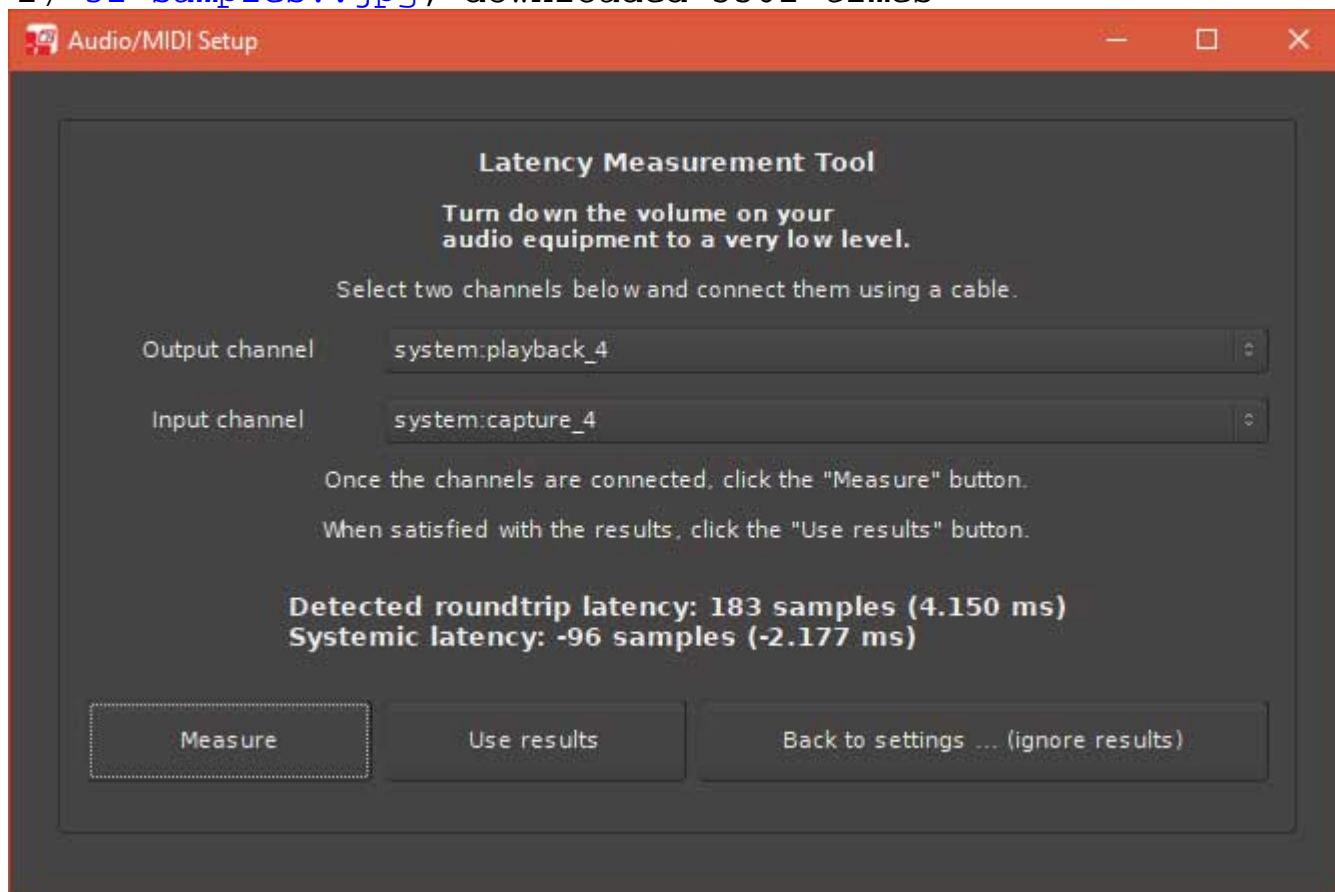 Audio/MIDI Setup
Latency Measurement Tool
Turn down the volume on your
audio equipment to a very low level.
Select two channels below and connect them using a cable.
Output channel system:playback_4
Input channel system:capture_4
Once the channels are connected, click the "Measure" button.
When satisfied with the results, click the "Use results" button.
Detected roundtrip latency: 183 samples (4.150 ms)
Systemic latency: -96 samples (-2.177 ms)
Measure Use results Back to settings ... (ignore results)